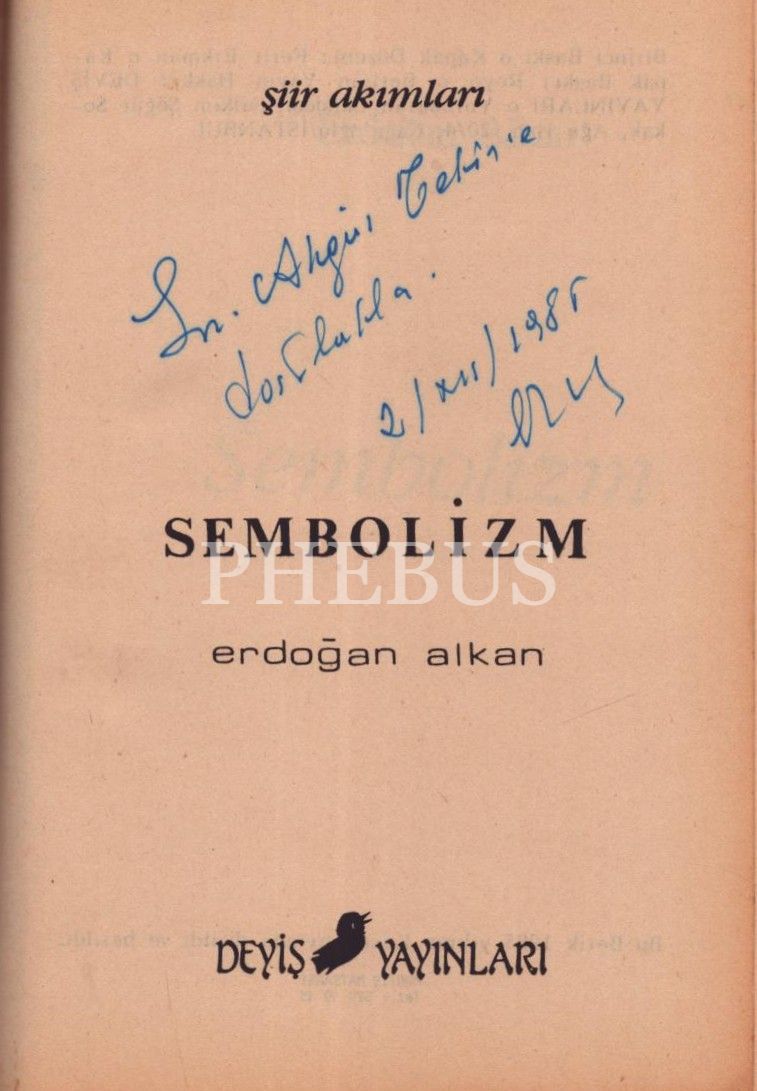 şiir akımları
Sn. Akgün Tekin'e
dostlukla.
2/XII/1985
SEMBOLİZM
PHEBUS
erdoğan alkan
DEYİŞ YAYINLARI